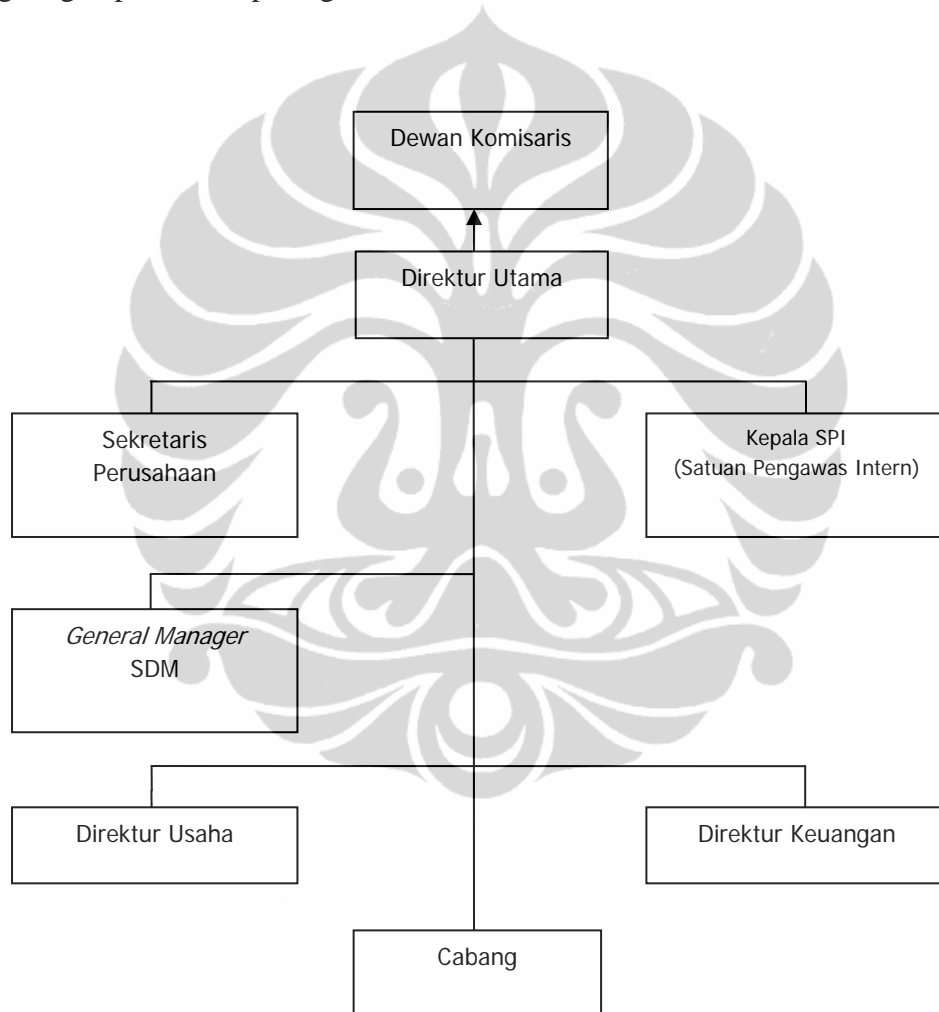 Dewan Komisaris
Direktur Utama
Sekretaris
Perusahaan
Kepala SPI
(Satuan Pengawas Intern)
General Manager
SDM
Direktur Usaha
Direktur Keuangan
Cabang